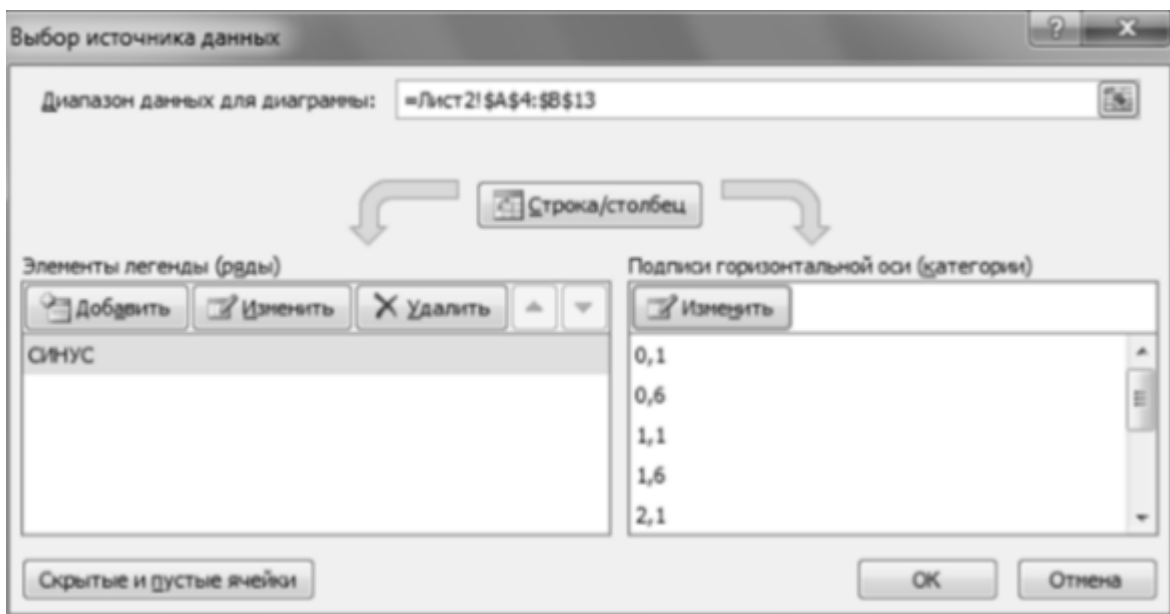 Выбор источника данных
Диапазон данных для диаграммы: =Лист2!$A$4:$B$13
Строка/столбец
Элементы легенды (ряды)
Добавить Изменить Удалить
СИНУС
Подписи горизонтальной оси (категории)
Изменить
0,1
0,6
1,1
1,6
2,1
Скрытые и пустые ячейки
ОК Отмена